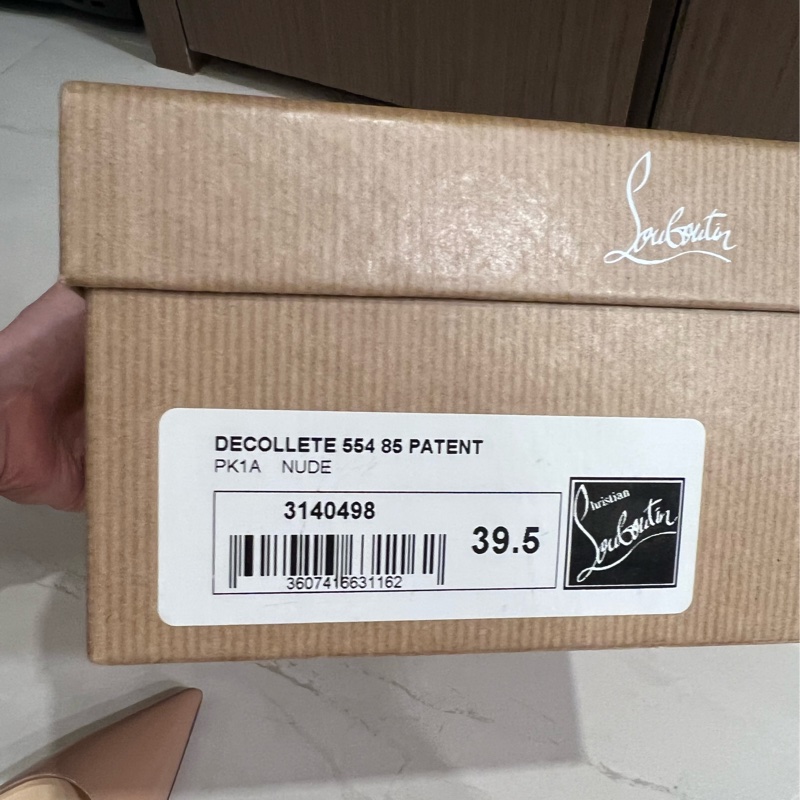 Louboutin
DECOLLETE 554 85 PATENT
PK1A NUDE
3140498
39.5
3607416631162
Christian
Louboutin